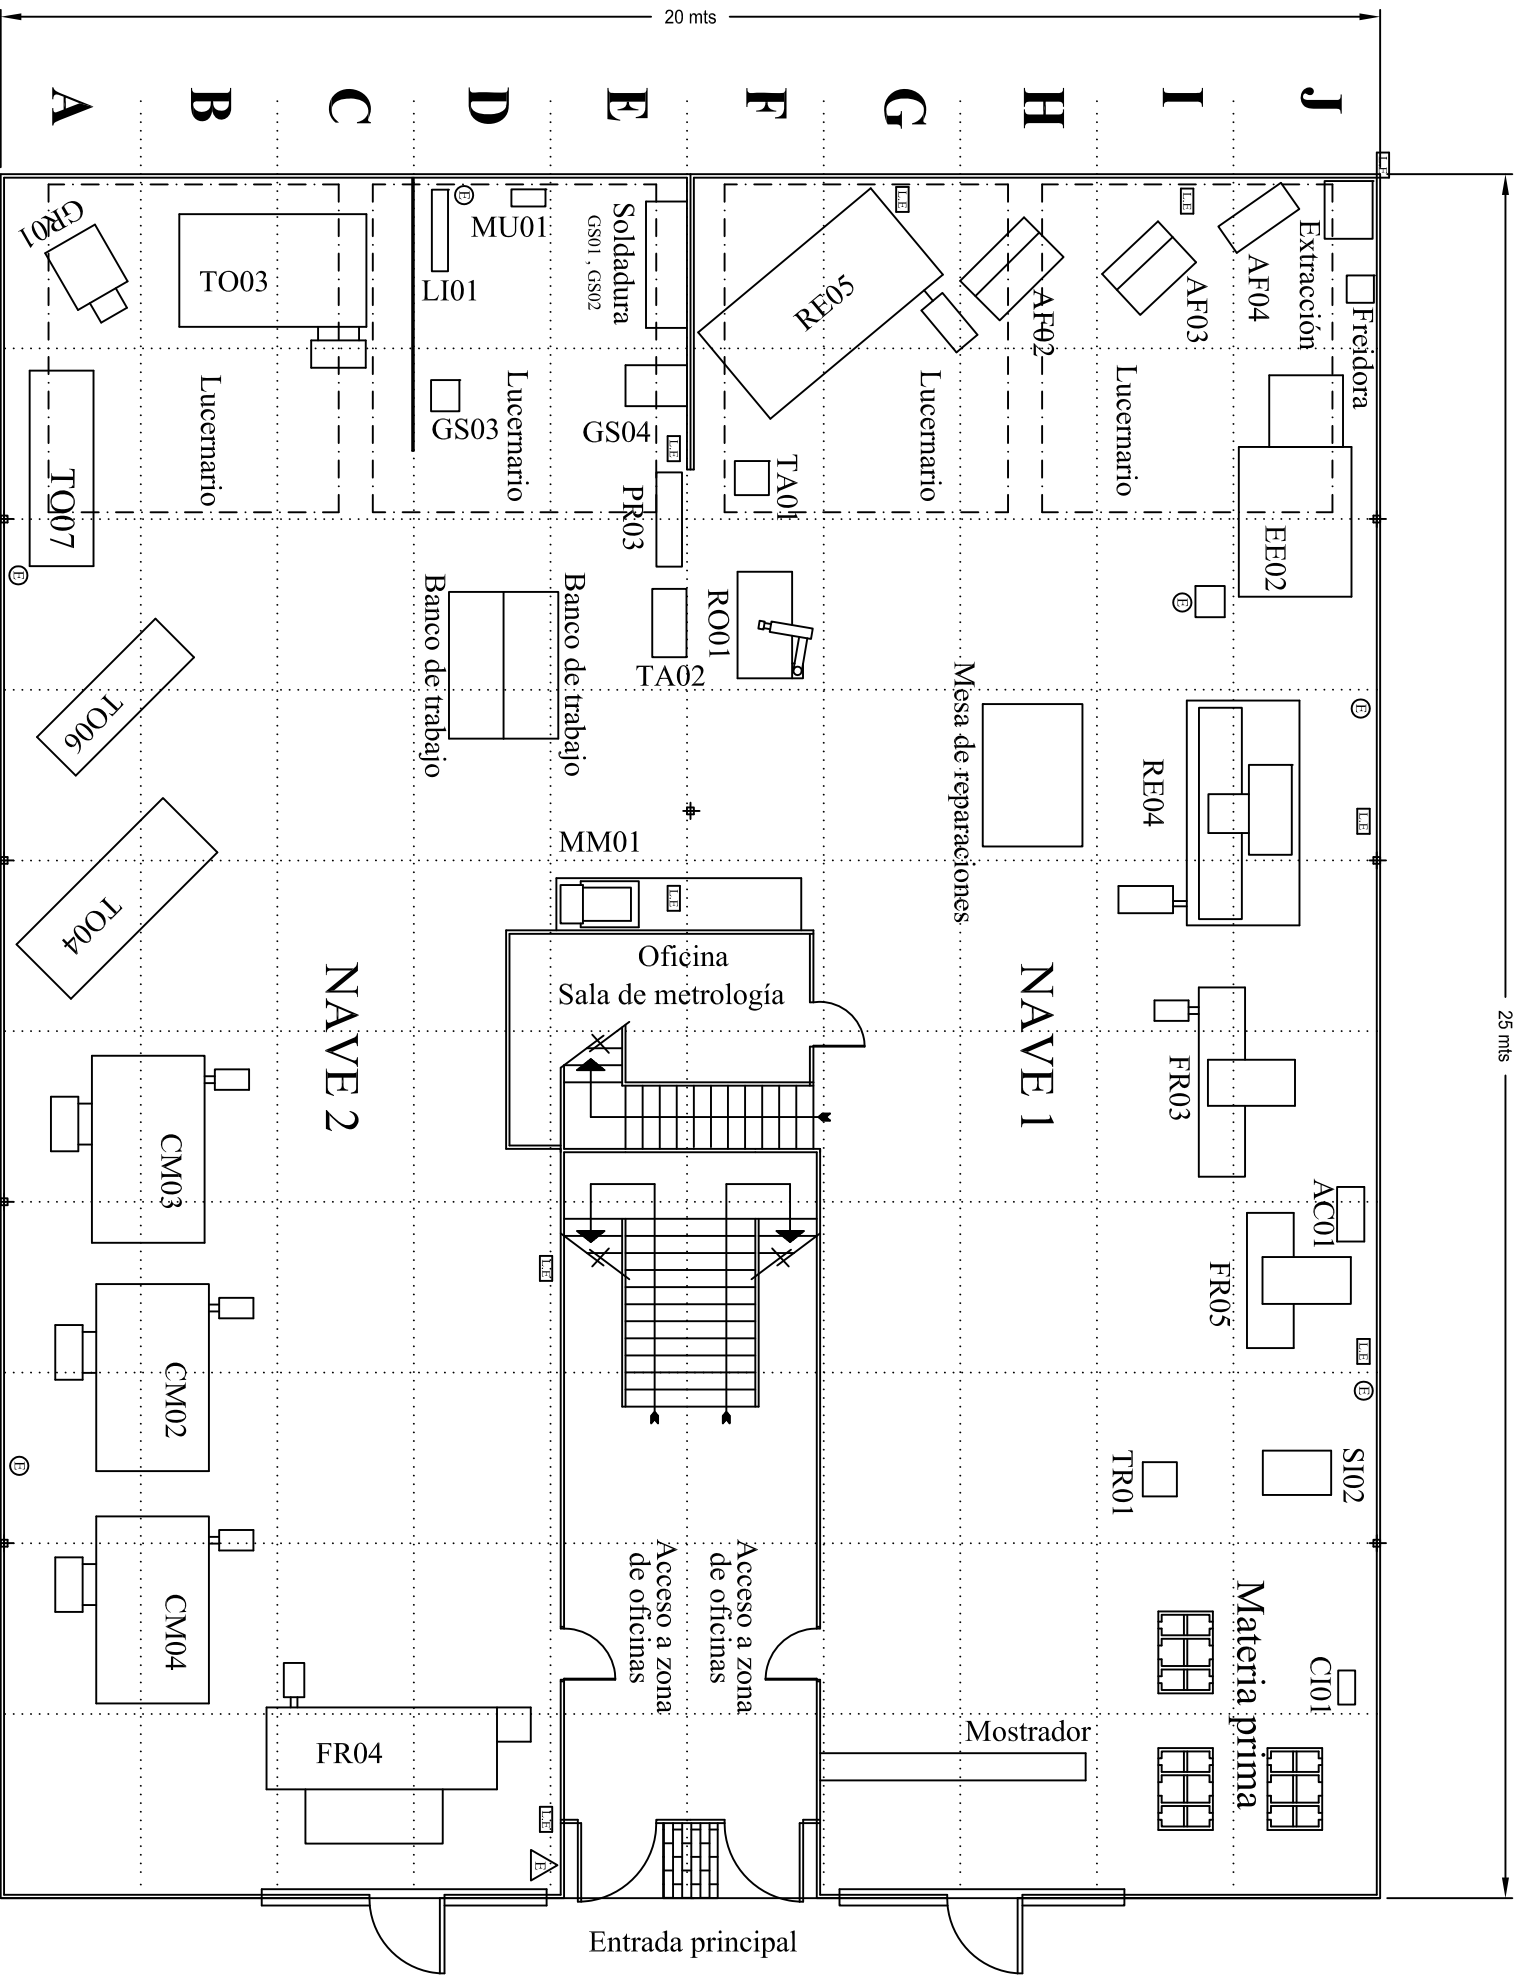 20 mts
A
B
C
D
E
F
G
H
I
J
L.E
GR01
TO03
E
MU01
LI01
Soldadura
GS01 , GS02
RE05
L.E
AF02
L.E
AF03
AF04
Extracción
Freidora
Lucernario
Lucernario
Lucernario
Lucernario
GS03
GS04
L.E
TO07
E
PR03
TA01
EE02
E
Banco de trabajo
Banco de trabajo
TA02
RO01
TO06
Mesa de reparaciones
E
RE04
L.E
TO04
MM01
L.E
Oficina
Sala de metrología
NAVE 2
NAVE 1
25 mts
FR03
CM03
AC01
FR05
L.E
L.E
E
CM02
E
TR01
SI02
CM04
Acceso a zona
de oficinas
Acceso a zona
de oficinas
Materia prima
CI01
FR04
Mostrador
L.E
E
Entrada principal